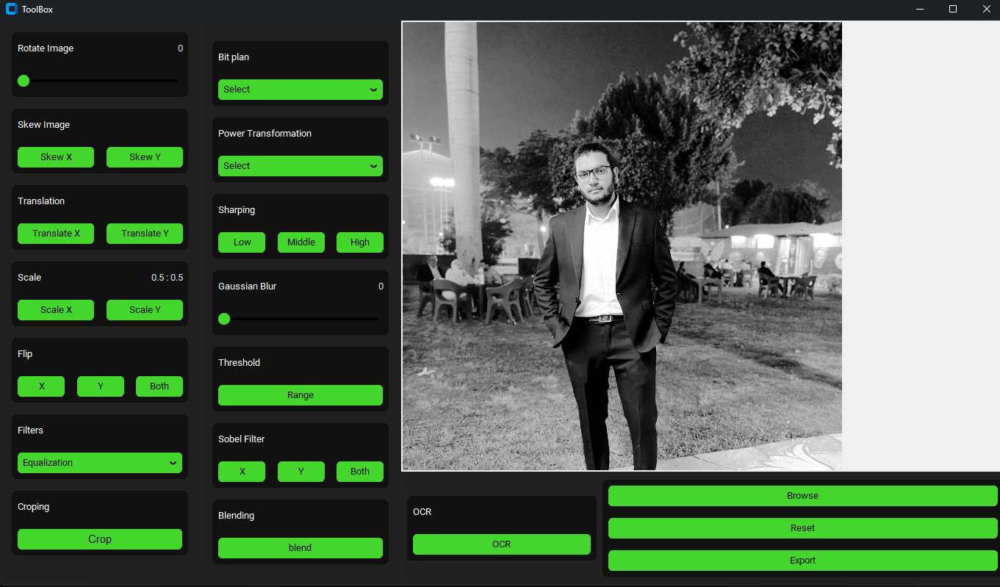 ToolBox
Rotate Image 0
Skew Image
Skew X Skew Y
Translation
Translate X Translate Y
Scale 0.5 : 0.5
Scale X Scale Y
Flip
X Y Both
Filters
Equalization
Croping
Crop
Bit plan
Select
Power Transformation
Select
Sharping
Low Middle High
Gaussian Blur 0
Threshold
Range
Sobel Filter
X Y Both
Blending
blend
OCR
OCR
Browse
Reset
Export